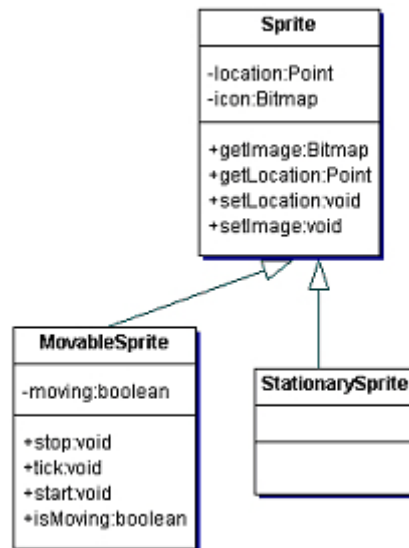 Sprite
-location:Point
-icon:Bitmap
+getImage:Bitmap
+getLocation:Point
+setLocation:void
+setImage:void
MovableSprite
-moving:boolean
+stop:void
+tick:void
+start:void
+isMoving:boolean
StationarySprite